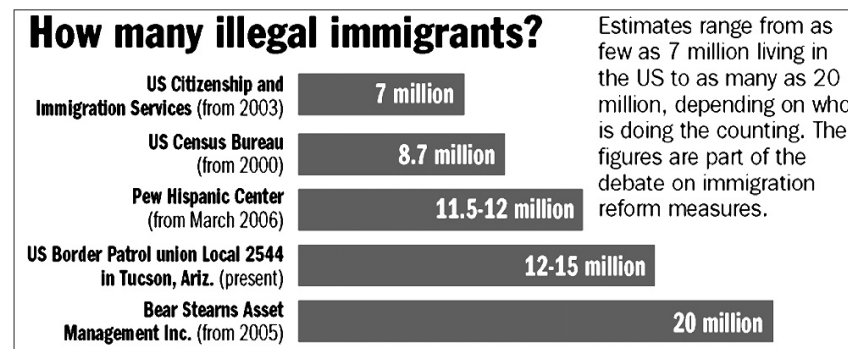 How many illegal immigrants?
Estimates range from as
few as 7 million living in
the US to as many as 20
million, depending on who
is doing the counting. The
figures are part of the
debate on immigration
reform measures.
US Citizenship and
Immigration Services (from 2003)
7 million
US Census Bureau
(from 2000)
8.7 million
Pew Hispanic Center
(from March 2006)
11.5-12 million
US Border Patrol union Local 2544
in Tucson, Ariz. (present)
12-15 million
Bear Stearns Asset
Management Inc. (from 2005)
20 million